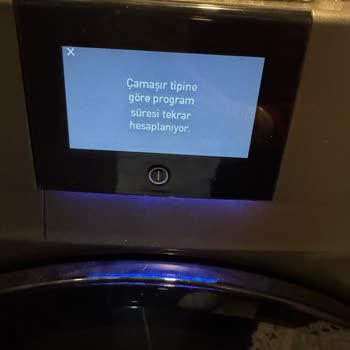 Çamaşır tipine
göre program
süresi tekrar
hesaplanıyor.